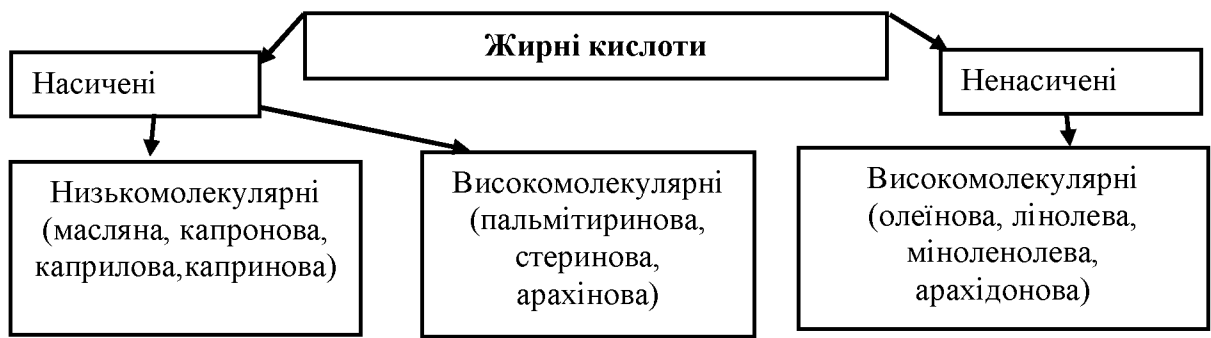 Жирні кислоти
Насичені
Ненасичені
Низькомолекулярні
(масляна, капронова,
каприлова,капринова)
Високомолекулярні
(пальмітиринова,
стеринова,
арахінова)
Високомолекулярні
(олеїнова, лінолева,
міноленолева,
арахідонова)